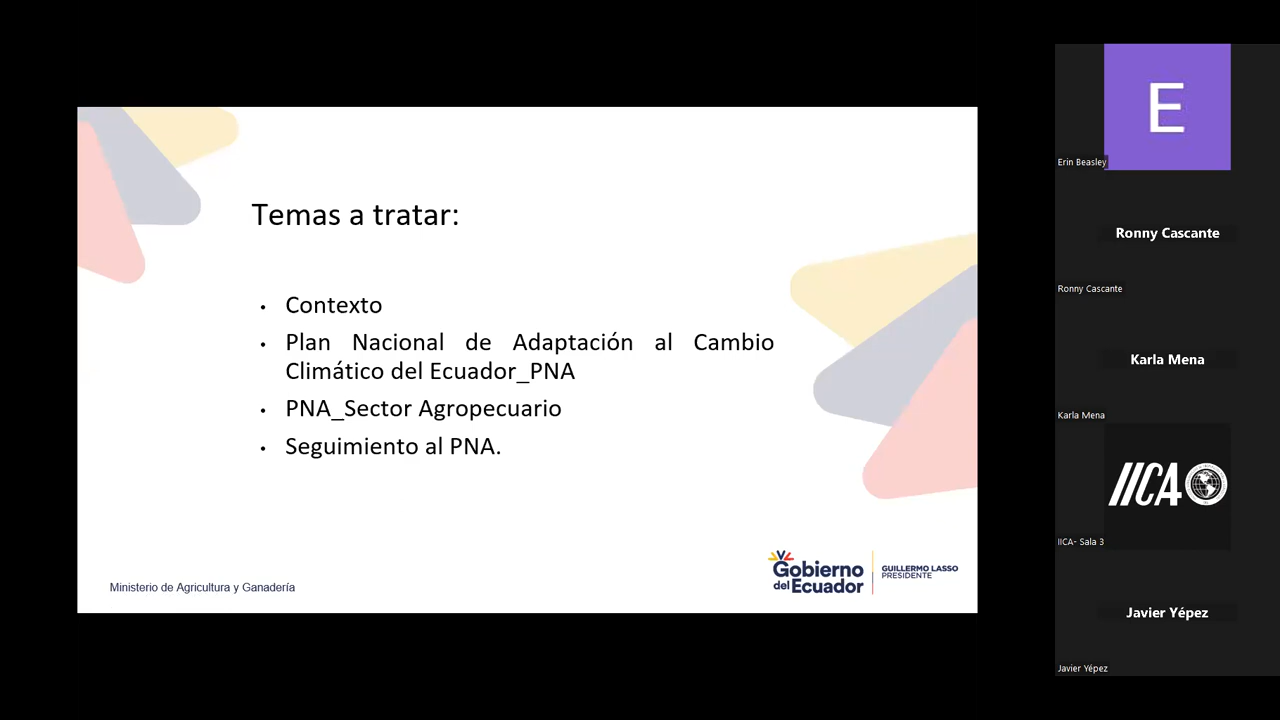 Temas a tratar:
• Contexto
• Plan Nacional de Adaptación al Cambio
Climático del Ecuador_PNA
• PNA_Sector Agropecuario
• Seguimiento al PNA.
Ministerio de Agricultura y Ganadería
Gobierno
del Ecuador
GUILLERMO LASSO
PRESIDENTE
E
Erin Beasley
Ronny Cascante
Ronny Cascante
Karla Mena
Karla Mena
IICA
IICA- Sala 3
Javier Yépez
Javier Yépez